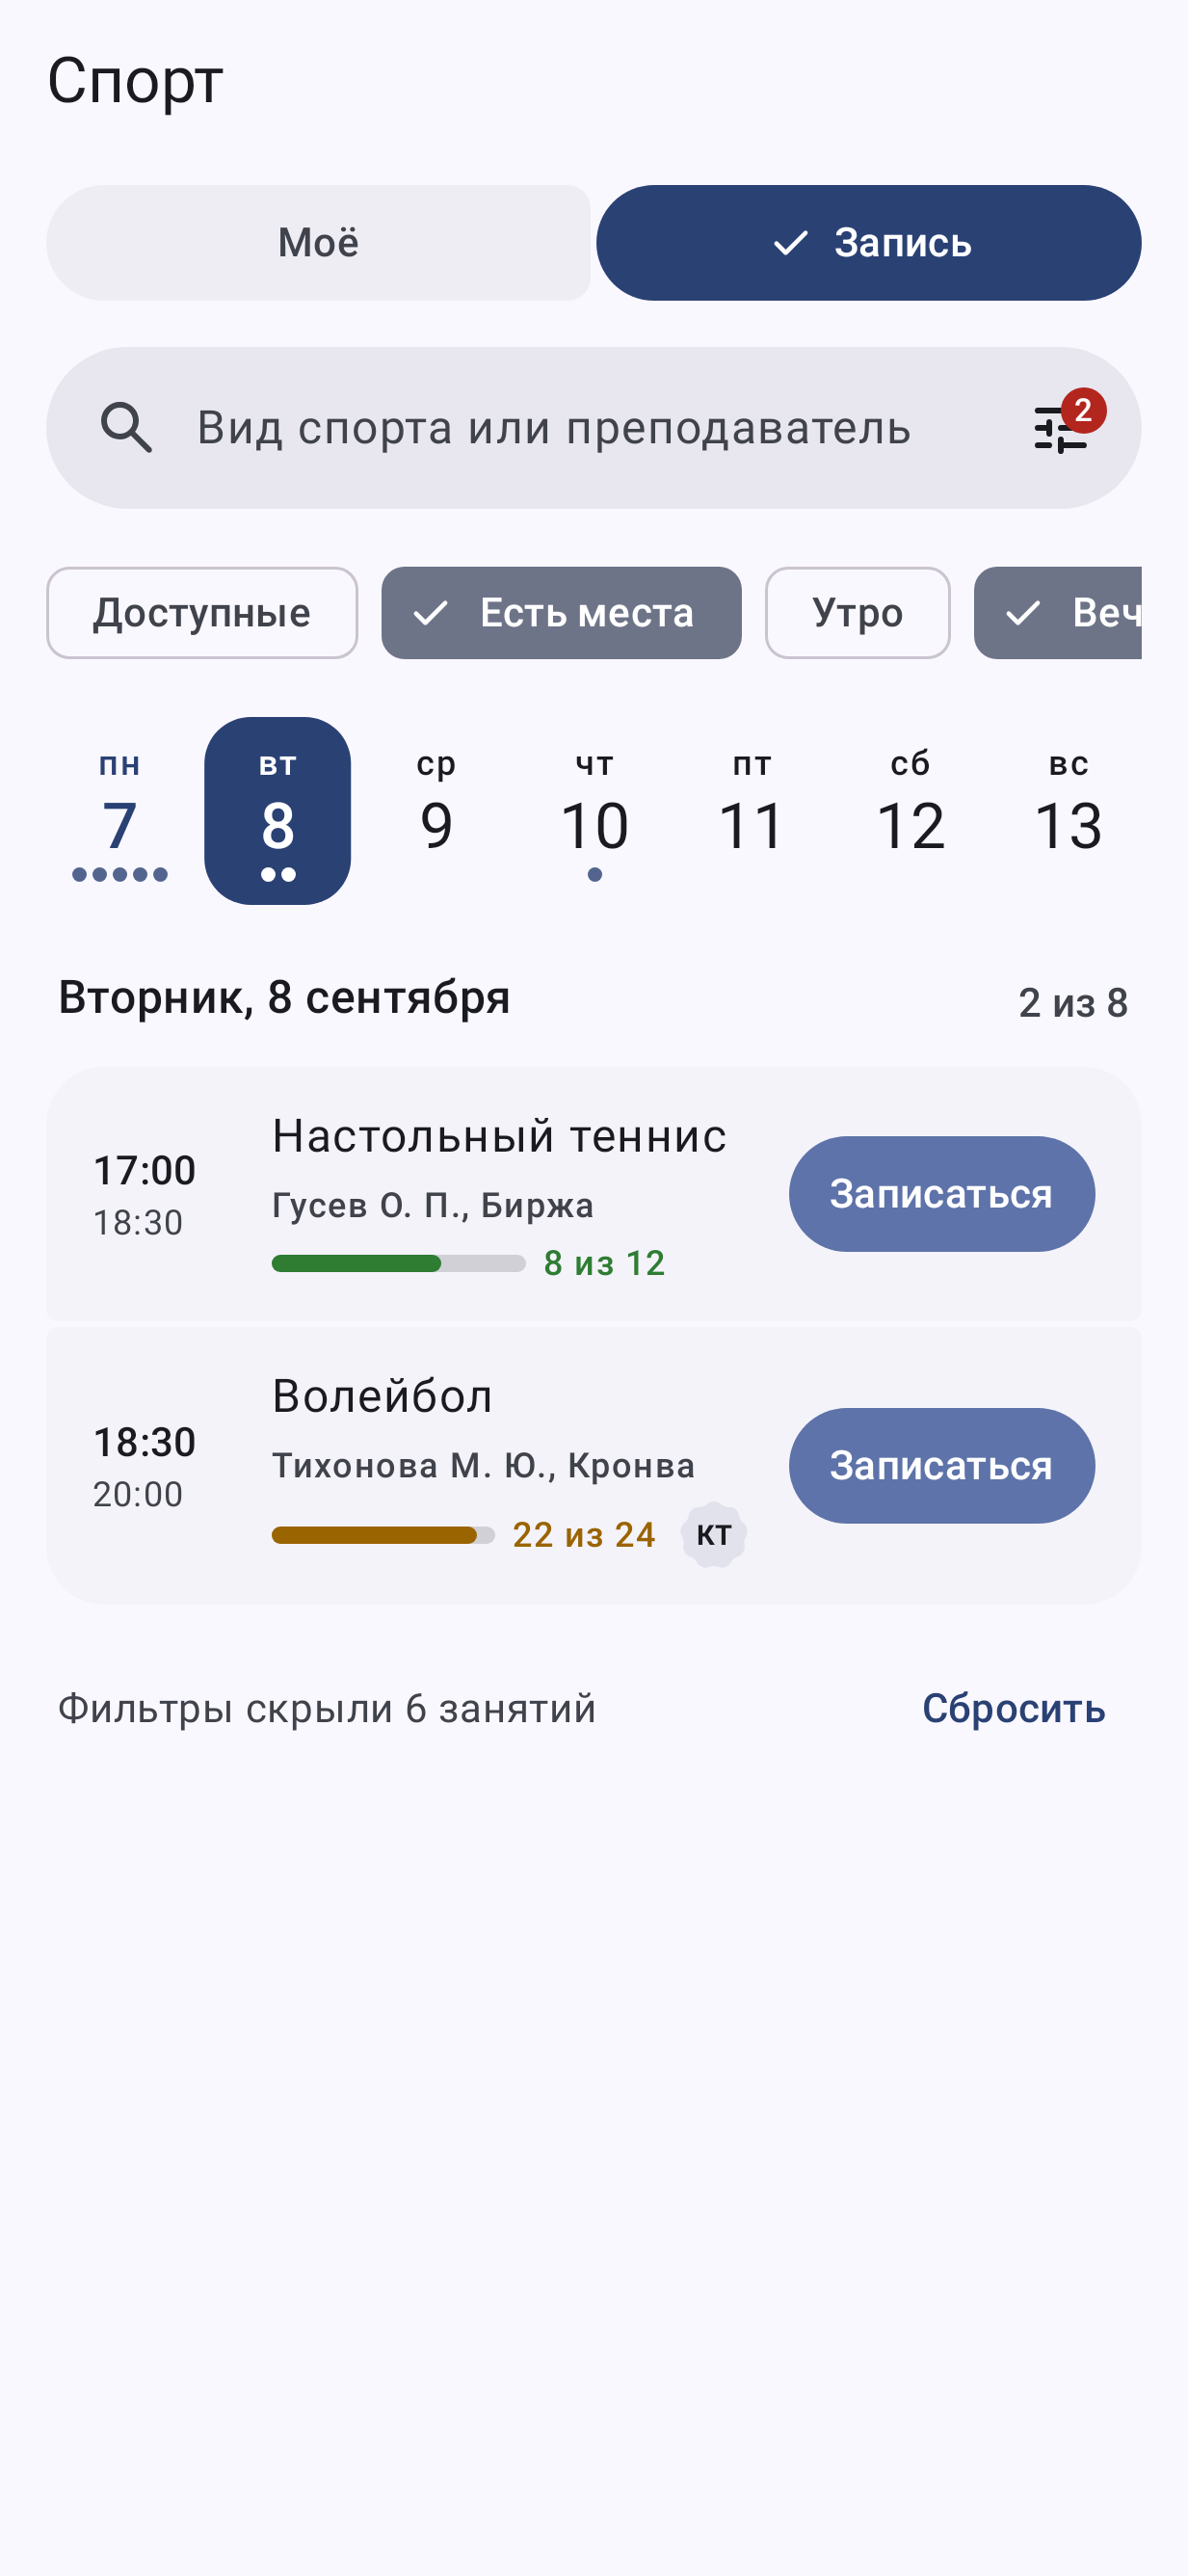 Спорт
Моё
Запись
Вид спорта или преподаватель
2
Доступные
Есть места
Утро
Веч
пн
вт
ср
чт
пт
сб
вс
7
8
9
10
11
12
13
Вторник, 8 сентября
2 из 8
17:00
18:30
Настольный теннис
Гусев О. П., Биржа
8 из 12
Записаться
18:30
20:00
Волейбол
Тихонова М. Ю., Кронва
22 из 24
КТ
Записаться
Фильтры скрыли 6 занятий
Сбросить